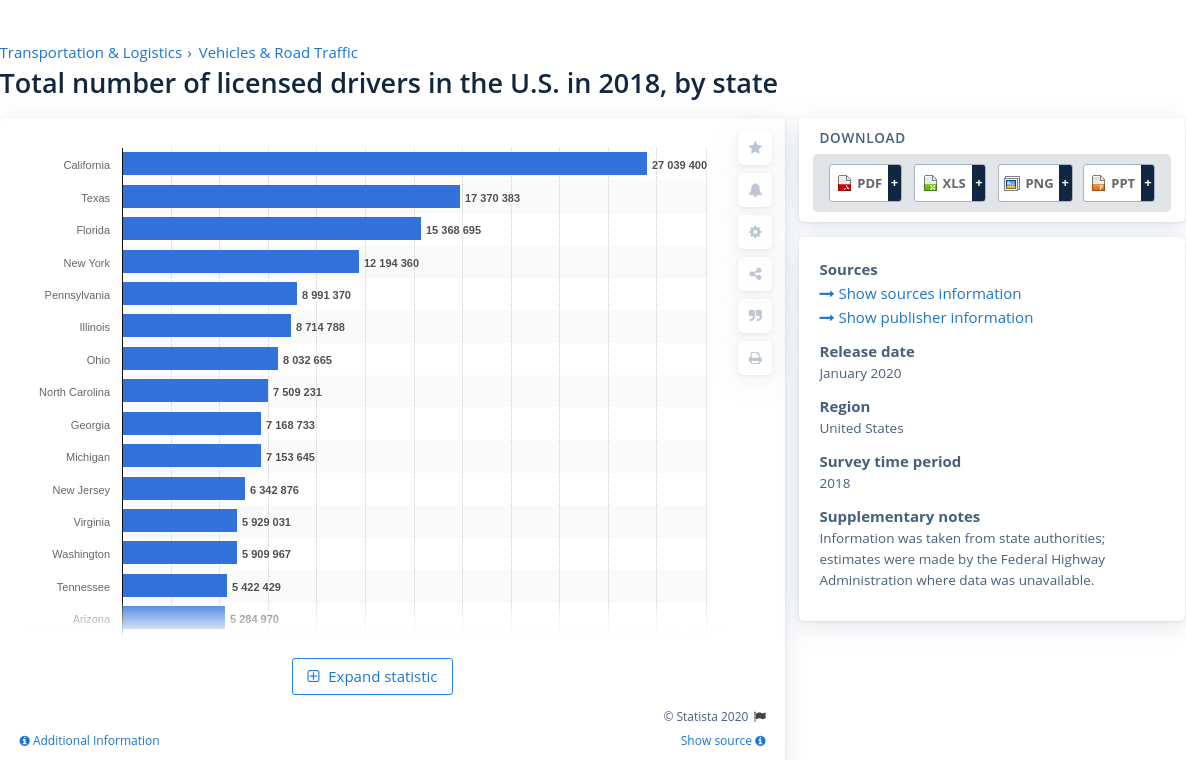 Transportation & Logistics › Vehicles & Road Traffic
Total number of licensed drivers in the U.S. in 2018, by state
California 27 039 400
Texas 17 370 383
Florida 15 368 695
New York 12 194 360
Pennsylvania 8 991 370
Illinois 8 714 788
Ohio 8 032 665
North Carolina 7 509 231
Georgia 7 168 733
Michigan 7 153 645
New Jersey 6 342 876
Virginia 5 929 031
Washington 5 909 967
Tennessee 5 422 429
Arizona 5 284 970
Expand statistic
© Statista 2020
Additional Information
Show source
DOWNLOAD
PDF + XLS + PNG + PPT +
Sources
Show sources information
Show publisher information
Release date
January 2020
Region
United States
Survey time period
2018
Supplementary notes
Information was taken from state authorities;
estimates were made by the Federal Highway
Administration where data was unavailable.